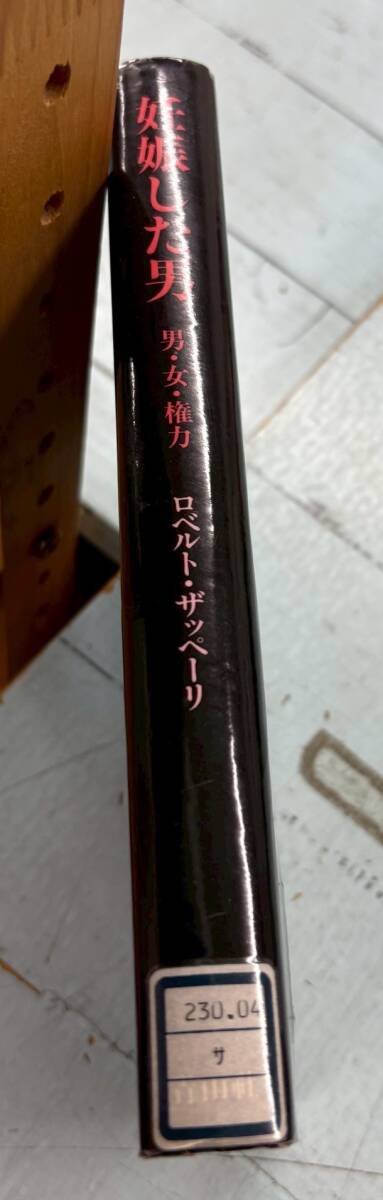 妊娠した男
男・女・権力
ロベルト・ザッペーリ
230.04
サ